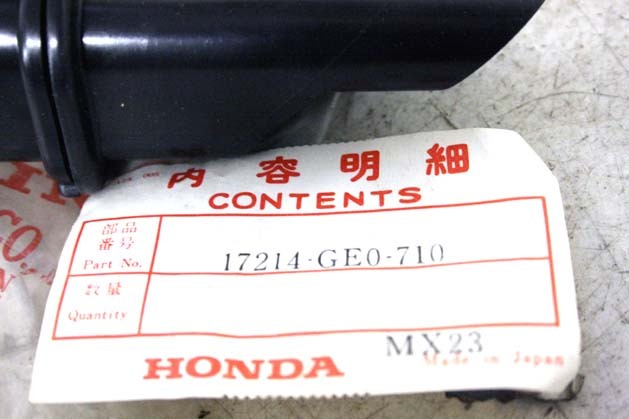 内容明細
CONTENTS
部品
番号
Part No.
17214-GE0-710
数量
Quantity
MX23
HONDA
Made in Japan